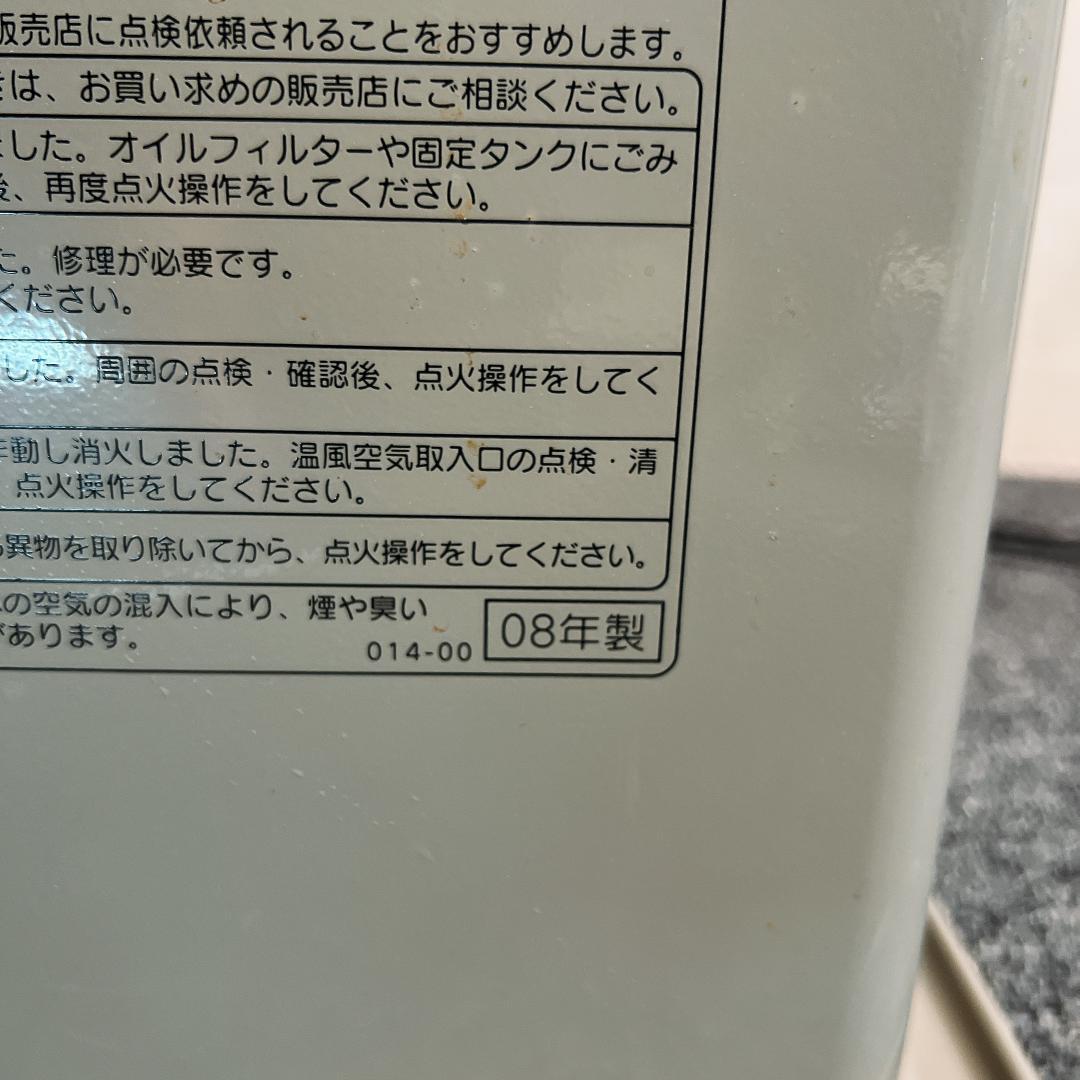 販売店に点検依頼されることをおすすめします。
は、お買い求めの販売店にご相談ください。
ました。オイルフィルターや固定タンクにごみ
後、再度点火操作をしてください。
た。修理が必要です。
ください。
した。周囲の点検・確認後、点火操作をしてく
作動し消火しました。温風空気取入口の点検・清
点火操作をしてください。
異物を取り除いてから、点火操作をしてください。
の空気の混入により、煙や臭い
があります。
014-00
08年製